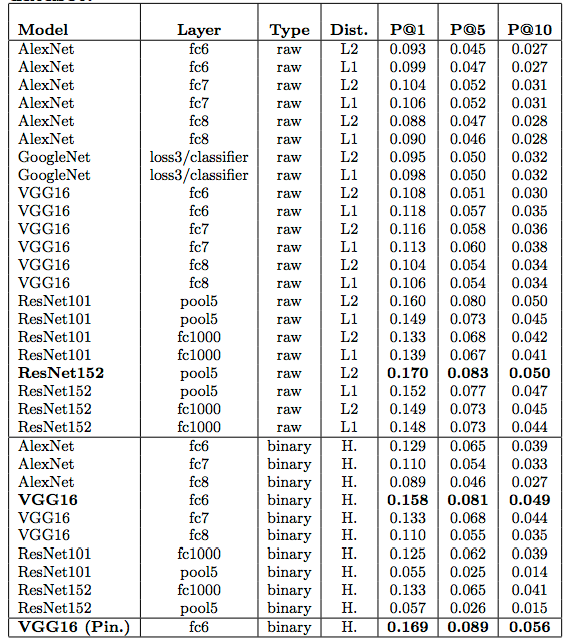 Model Layer Type Dist. P@1 P@5 P@10
AlexNet fc6 raw L2 0.093 0.045 0.027
AlexNet fc6 raw L1 0.099 0.047 0.027
AlexNet fc7 raw L2 0.104 0.052 0.031
AlexNet fc7 raw L1 0.106 0.052 0.031
AlexNet fc8 raw L2 0.088 0.047 0.028
AlexNet fc8 raw L1 0.090 0.046 0.028
GoogleNet loss3/classifier raw L2 0.095 0.050 0.032
GoogleNet loss3/classifier raw L1 0.098 0.050 0.032
VGG16 fc6 raw L2 0.108 0.051 0.030
VGG16 fc6 raw L1 0.118 0.057 0.035
VGG16 fc7 raw L2 0.116 0.058 0.036
VGG16 fc7 raw L1 0.113 0.060 0.038
VGG16 fc8 raw L2 0.104 0.054 0.034
VGG16 fc8 raw L1 0.106 0.054 0.034
ResNet101 pool5 raw L2 0.160 0.080 0.050
ResNet101 pool5 raw L1 0.149 0.073 0.045
ResNet101 fc1000 raw L2 0.133 0.068 0.042
ResNet101 fc1000 raw L1 0.139 0.067 0.041
ResNet152 pool5 raw L2 0.170 0.083 0.050
ResNet152 pool5 raw L1 0.152 0.077 0.047
ResNet152 fc1000 raw L2 0.149 0.073 0.045
ResNet152 fc1000 raw L1 0.148 0.073 0.044
AlexNet fc6 binary H. 0.129 0.065 0.039
AlexNet fc7 binary H. 0.110 0.054 0.033
AlexNet fc8 binary H. 0.089 0.046 0.027
VGG16 fc6 binary H. 0.158 0.081 0.049
VGG16 fc7 binary H. 0.133 0.068 0.044
VGG16 fc8 binary H. 0.110 0.055 0.035
ResNet101 fc1000 binary H. 0.125 0.062 0.039
ResNet101 pool5 binary H. 0.055 0.025 0.014
ResNet152 fc1000 binary H. 0.133 0.065 0.041
ResNet152 pool5 binary H. 0.057 0.026 0.015
VGG16 (Pin.) fc6 binary H. 0.169 0.089 0.056